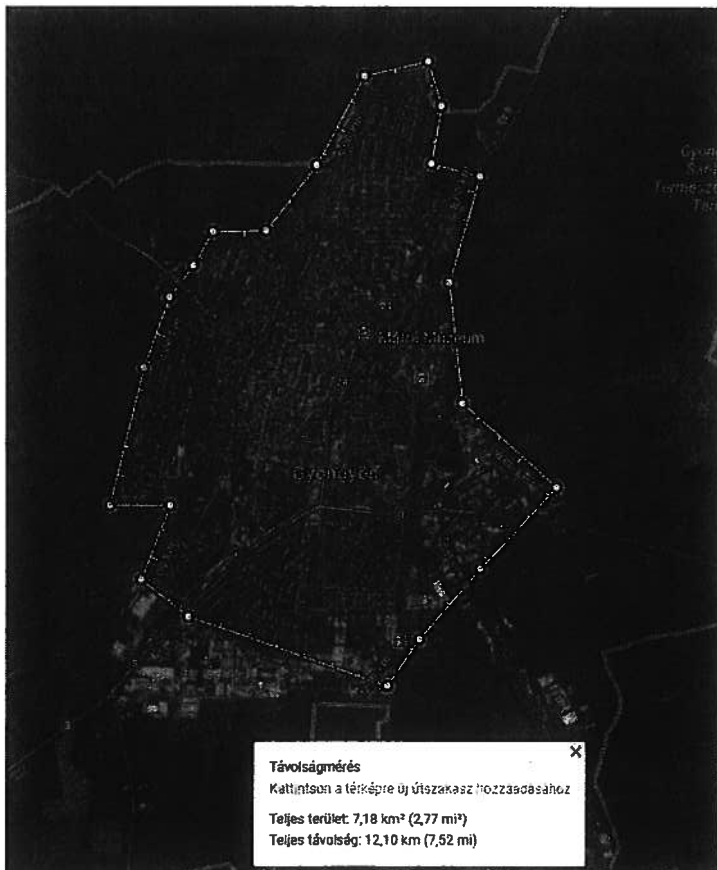 Mátra Múzeum
Gyöngyös
Távolságmérés
Kattintson a térképre új útszakasz hozzáadásához
Teljes terület: 7,18 km² (2,77 mi²)
Teljes távolság: 12,10 km (7,52 mi)